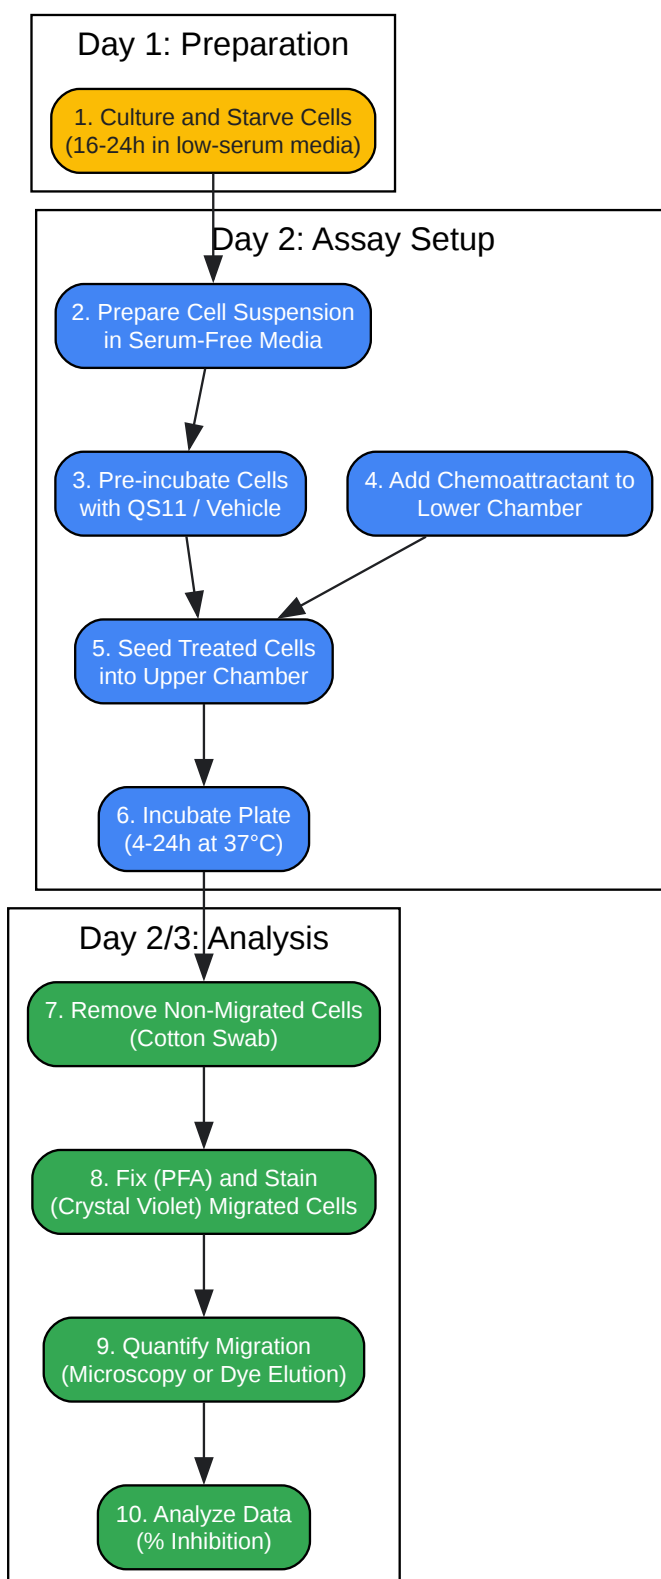 Day 1: Preparation
1. Culture and Starve Cells
(16-24h in low-serum media)
Day 2: Assay Setup
2. Prepare Cell Suspension
in Serum-Free Media
3. Pre-incubate Cells
with QS11 / Vehicle
4. Add Chemoattractant to
Lower Chamber
5. Seed Treated Cells
into Upper Chamber
6. Incubate Plate
(4-24h at 37°C)
Day 2/3: Analysis
7. Remove Non-Migrated Cells
(Cotton Swab)
8. Fix (PFA) and Stain
(Crystal Violet) Migrated Cells
9. Quantify Migration
(Microscopy or Dye Elution)
10. Analyze Data
(% Inhibition)